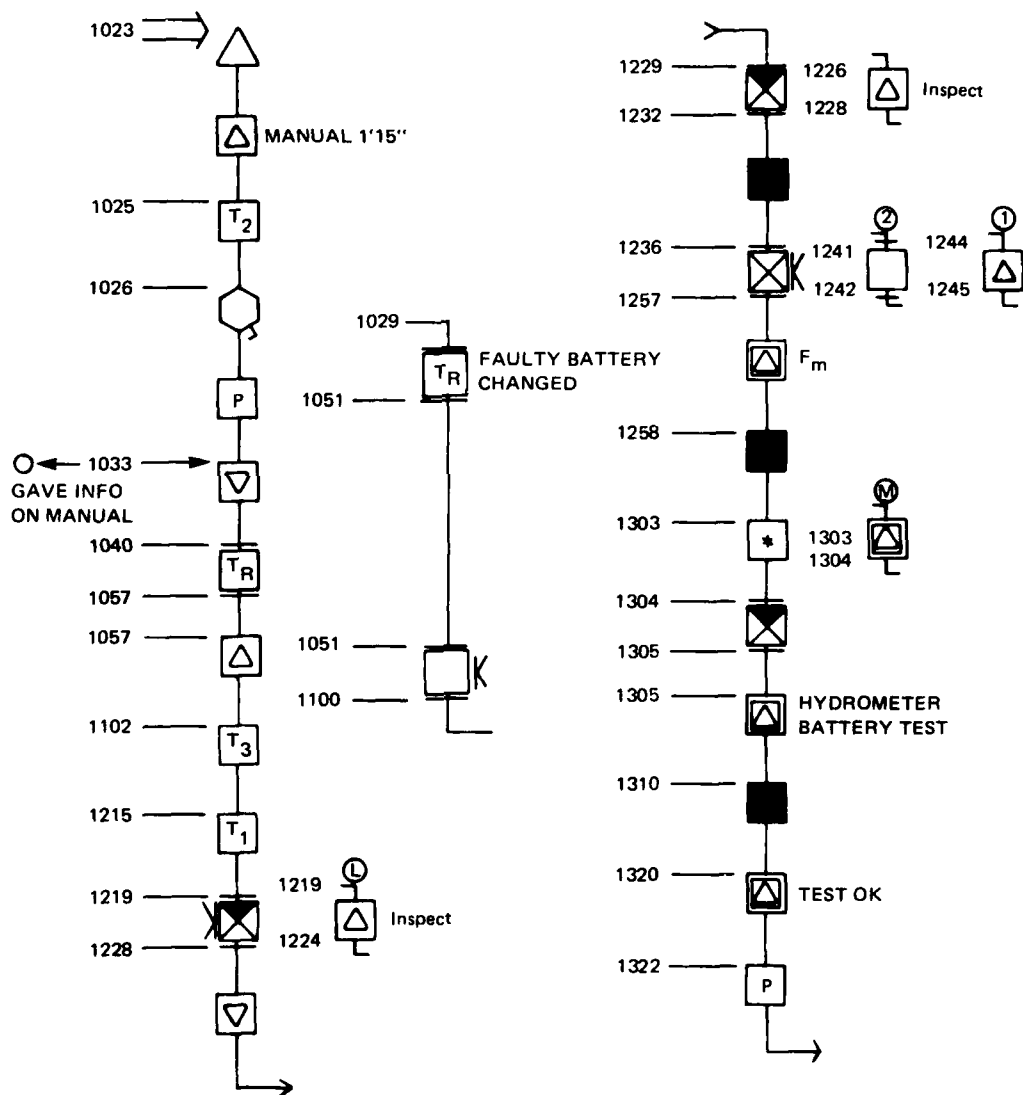 1023
MANUAL 1'15"
1025
T2
1026
P
1033
GAVE INFO
ON MANUAL
1040
TR
1057
1057
1102
T3
1215
T1
1219
L
1219
Inspect
1224
1228
1029
TR
FAULTY BATTERY
CHANGED
1051
1051
K
1100
1229
1226
Inspect
1228
1232
1236
2
1241
1
1244
K
1242
1245
1257
Fm
1258
M
1303
*
1303
1304
1304
1305
1305
HYDROMETER
BATTERY TEST
1310
1320
TEST OK
1322
P